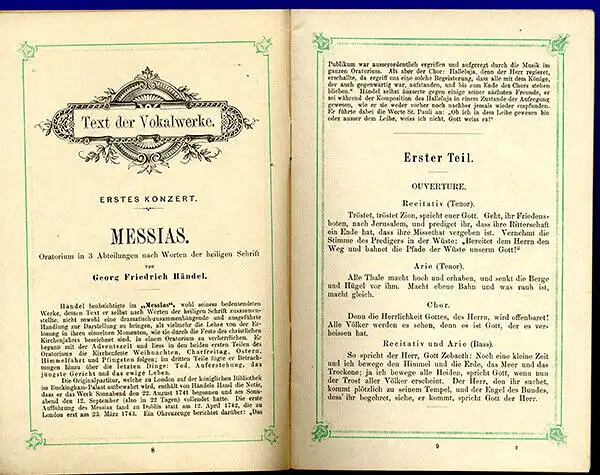 Text der Vokalwerke.
ERSTES KONZERT.
MESSIAS.
Oratorium in 3 Abteilungen nach Worten der heiligen Schrift
von
Georg Friedrich Händel.
Händel beabsichtigte im „Messias“, wohl seinem bedeutendsten
Werke, dessen Text er selbst nach Worten der heiligen Schrift zusammen-
stellte, nicht sowohl eine dramatisch-zusammenhängende und ausgeführte
Handlung zur Darstellung zu bringen, als vielmehr die Lehre von der Er-
lösung in ihren einzelnen Momenten, wie sie durch die Feste des christlichen
Kirchenjahrs bezeichnet sind, in einem Oratorium zu verherrlichen. Er
begann mit der Adventszeit und liess in den beiden ersten Teilen des
Oratoriums die Kirchenfeste Weihnachten, Charfreitag, Ostern,
Himmelfahrt und Pfingsten folgen; im dritten Teile fügte er Betrach-
tungen hinzu über die letzten Dinge: Tod, Auferstehung, das
jüngste Gericht und das ewige Leben.
Die Originalpartitur, welche zu London auf der königlichen Bibliothek
im Buckingham-Palast aufbewahrt wird, enthält von Händels Hand die Notiz,
dass er das Werk Sonnabend den 22. August 1741 begonnen und am Sonn-
abend den 12. September (also in 22 Tagen) vollendet hatte. Die erste
Aufführung des Messias fand zu Dublin statt am 12. April 1742, die zu
London erst am 23. März 1743. Ein Ohrenzeuge berichtet darüber: „Das
8
Publikum war ausserordentlich ergriffen und aufgeregt durch die Musik im
ganzen Oratorium. Als aber der Chor: Halleluja, denn der Herr regieret,
erschallte, da ergriff uns eine solche Begeisterung, dass alle mit dem Könige,
der auch gegenwärtig war, aufstanden, und bis zum Ende des Chors stehen
blieben.“ Händel selbst äusserte gegen einige seiner nächsten Freunde, er
sei während der Komposition des Halleluja in einem Zustande der Aufregung
gewesen, wie er sie weder vorher noch nachher jemals wieder empfunden.
Er führte dabei die Worte St. Pauli an: „Ob ich in dem Leibe gewesen bin
oder ausser dem Leibe, weiss ich nicht, Gott weiss es!“
Erster Teil.
OUVERTURE.
Recitativ (Tenor).
Tröstet, tröstet Zion, spricht euer Gott. Geht, ihr Friedens-
boten, nach Jerusalem, und prediget ihr, dass ihre Ritterschaft
ein Ende hat, dass ihre Missethat vergeben ist. Vernehmt die
Stimme des Predigers in der Wüste: „Bereitet dem Herrn den
Weg und bahnet die Pfade der Wüste unserm Gott!“
Arie (Tenor).
Alle Thale macht hoch und erhaben, und senkt die Berge
und Hügel vor ihm. Macht ebene Bahn und was rauh ist,
macht gleich.
Chor.
Denn die Herrlichkeit Gottes, des Herrn, wird offenbaret!
Alle Völker werden es sehen, denn es ist Gott, der es ver-
heissen hat.
Recitativ und Arie (Bass).
So spricht der Herr, Gott Zebaoth: Noch eine kleine Zeit
und ich bewege den Himmel und die Erde, das Meer und das
Trockene; ja ich bewege alle Heiden, spricht Gott, wenn nun
der Trost aller Völker erscheint. Der Herr, den ihr suchet,
kommt plötzlich zu seinem Tempel, und der Engel des Bundes,
dess' ihr begehret, siehe, er kommt, spricht Gott der Herr.
9